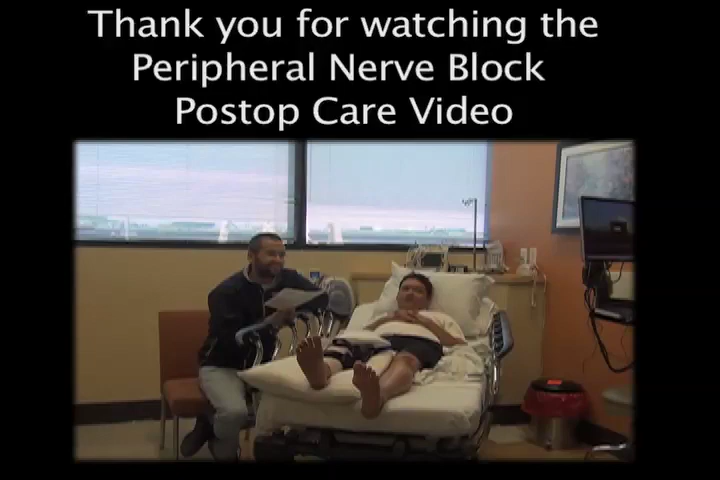 Thank you for watching the
Peripheral Nerve Block
Postop Care Video